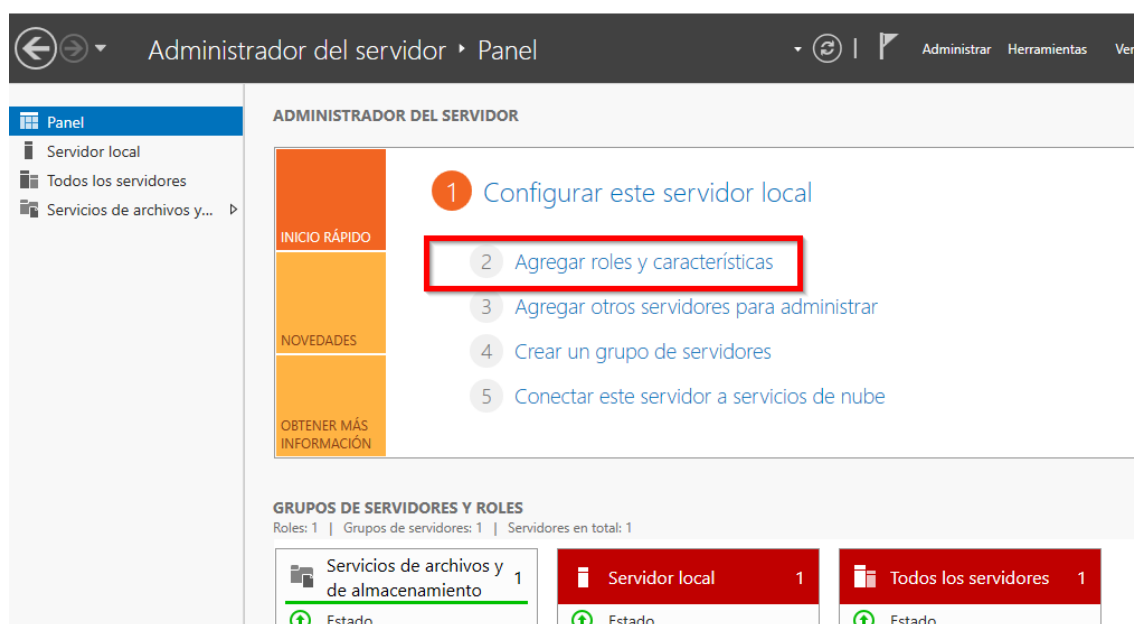 Administrador del servidor ‣ Panel
Administrar Herramientas Ver
Panel
Servidor local
Todos los servidores
Servicios de archivos y...
ADMINISTRADOR DEL SERVIDOR
INICIO RÁPIDO
NOVEDADES
OBTENER MÁS
INFORMACIÓN
1 Configurar este servidor local
2 Agregar roles y características
3 Agregar otros servidores para administrar
4 Crear un grupo de servidores
5 Conectar este servidor a servicios de nube
GRUPOS DE SERVIDORES Y ROLES
Roles: 1 | Grupos de servidores: 1 | Servidores en total: 1
Servicios de archivos y
de almacenamiento
1
Estado
Servidor local 1
Estado
Todos los servidores 1
Estado